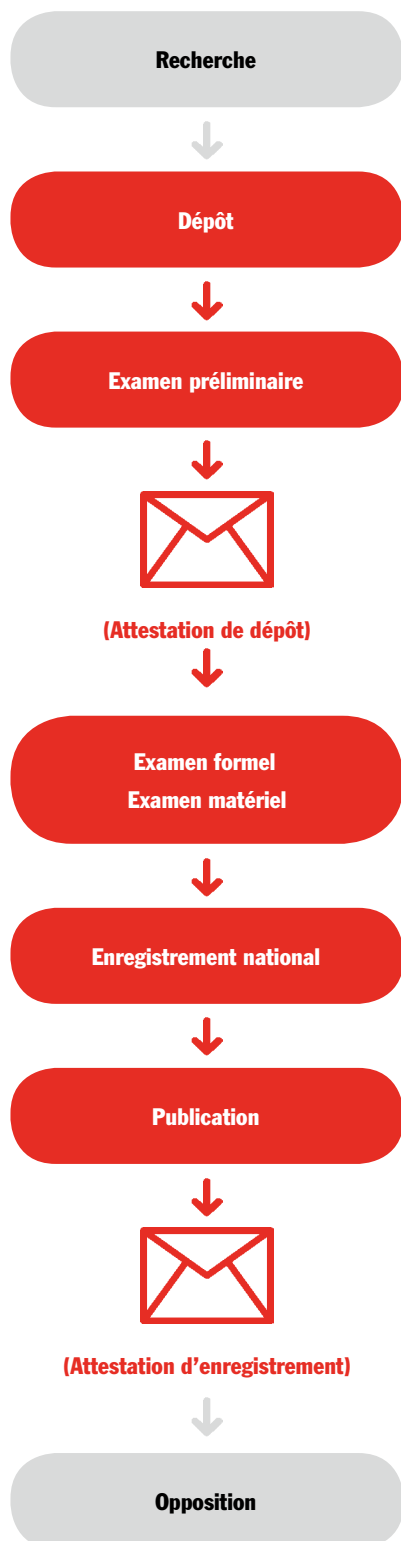 Recherche
Dépôt
Examen préliminaire
(Attestation de dépôt)
Examen formel
Examen matériel
Enregistrement national
Publication
(Attestation d’enregistrement)
Opposition